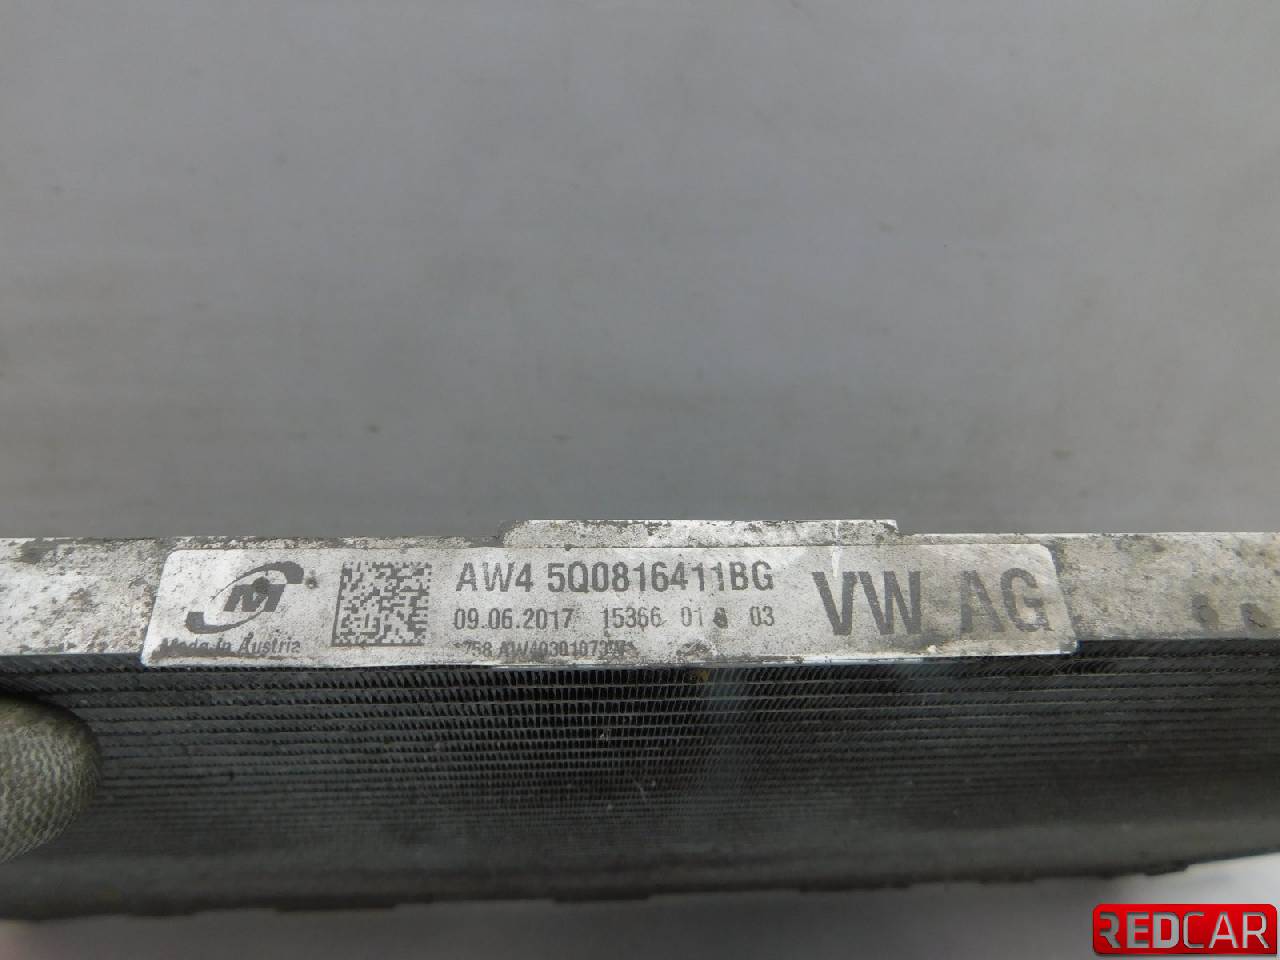 AW4 5Q0816411BG
09.06.2017 15366 01 03
VW AG
Made in Austria
REDCAR